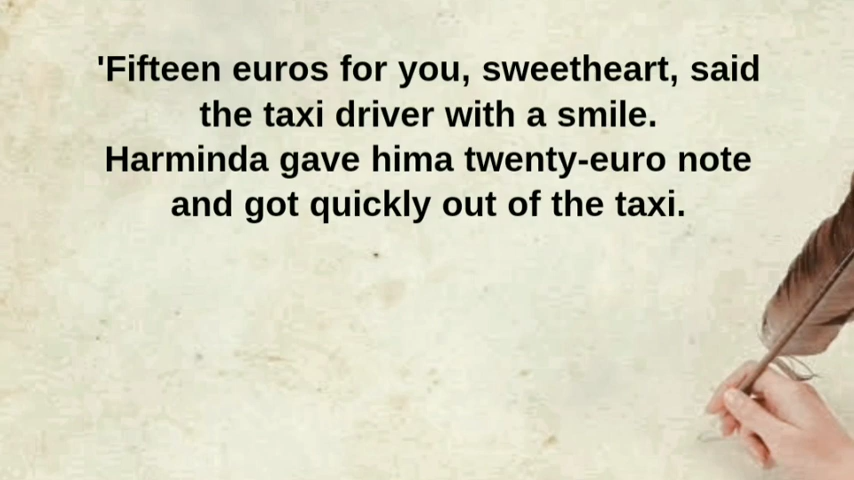 'Fifteen euros for you, sweetheart, said
the taxi driver with a smile.
Harminda gave hima twenty-euro note
and got quickly out of the taxi.